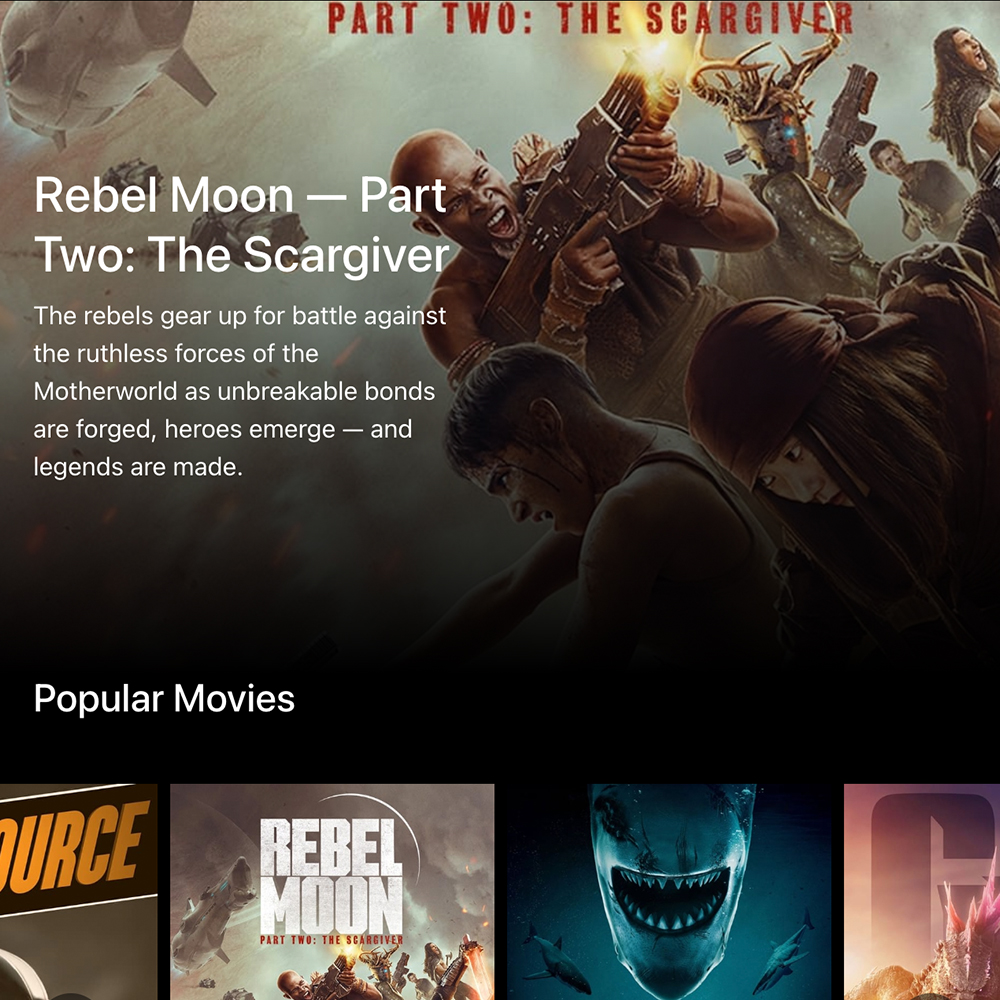 PART TWO: THE SCARGIVER
Rebel Moon — Part
Two: The Scargiver
The rebels gear up for battle against
the ruthless forces of the
Motherworld as unbreakable bonds
are forged, heroes emerge — and
legends are made.
Popular Movies
OURCE
REBEL
MOON
PART TWO: THE SCARGIVER
G